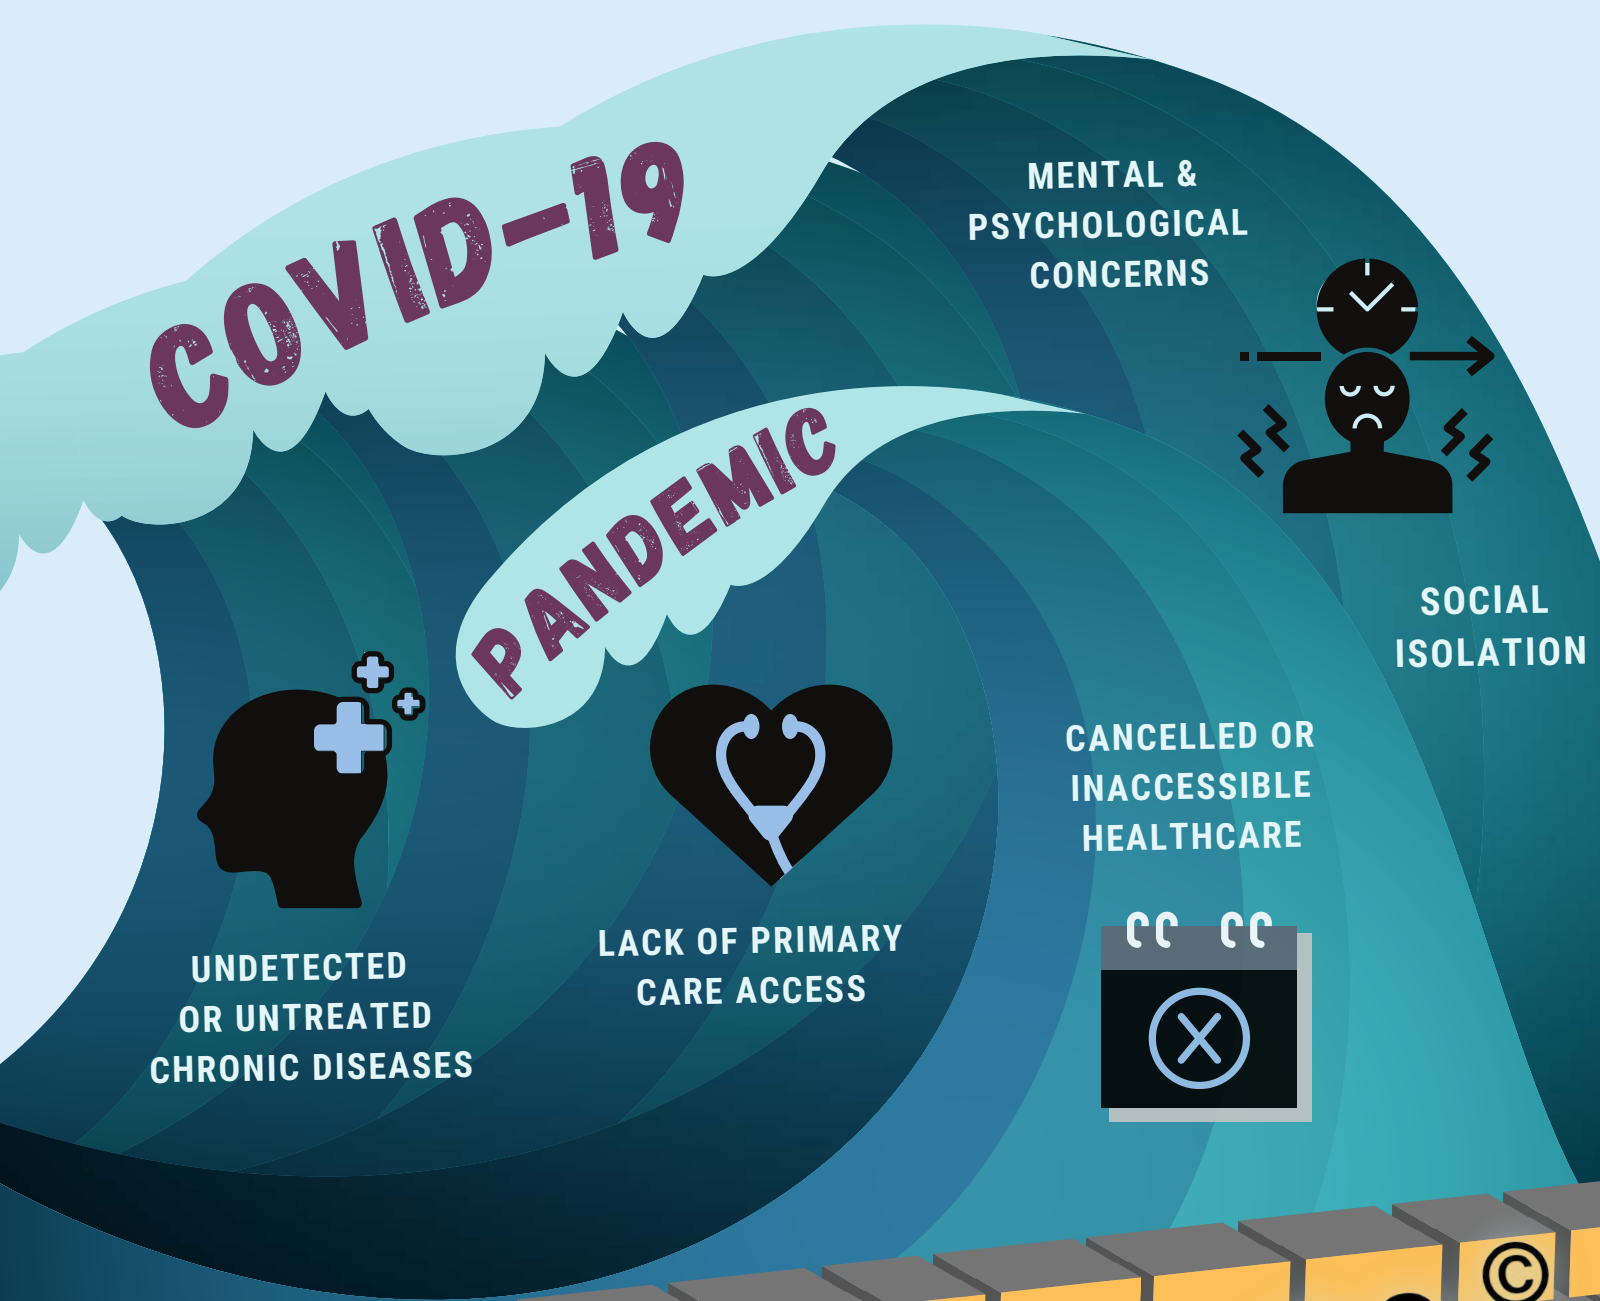 COVID-19
PANDEMIC
MENTAL &
PSYCHOLOGICAL
CONCERNS
SOCIAL
ISOLATION
CANCELLED OR
INACCESSIBLE
HEALTHCARE
LACK OF PRIMARY
CARE ACCESS
UNDETECTED
OR UNTREATED
CHRONIC DISEASES
©